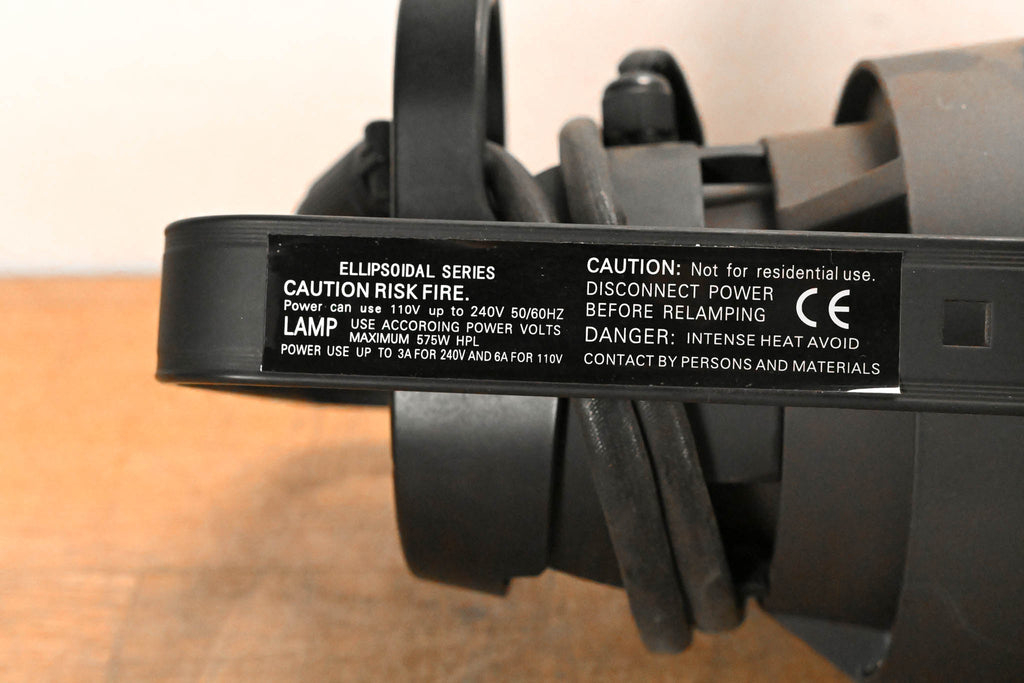 ELLIPSOIDAL SERIES
CAUTION RISK FIRE.
Power can use 110V up to 240V 50/60HZ
LAMP USE ACCOROING POWER VOLTS
MAXIMUM 575W HPL
POWER USE UP TO 3A FOR 240V AND 6A FOR 110V
CAUTION: Not for residential use.
DISCONNECT POWER
BEFORE RELAMPING
CE
DANGER: INTENSE HEAT AVOID
CONTACT BY PERSONS AND MATERIALS